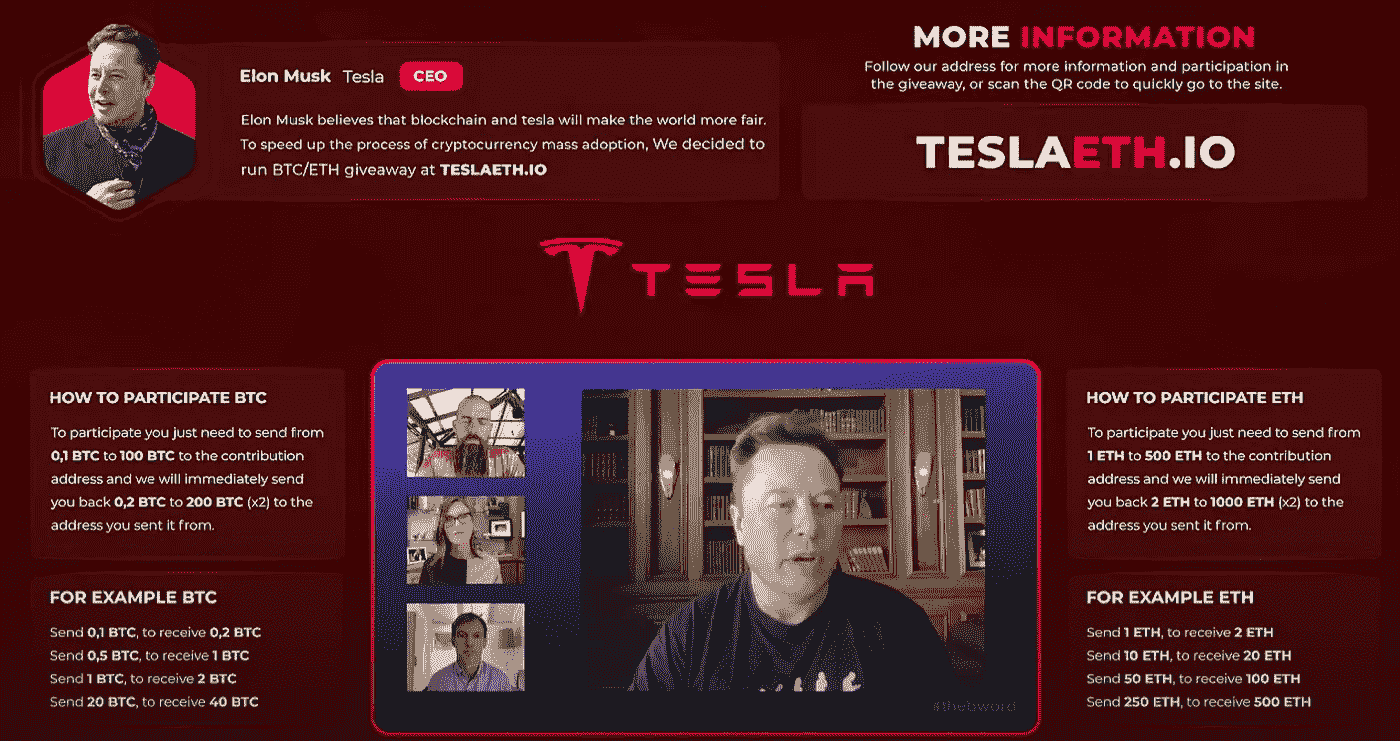 Elon Musk Tesla CEO
Elon Musk believes that blockchain and tesla will make the world more fair.
To speed up the process of cryptocurrency mass adoption, We decided to
run BTC/ETH giveaway at TESLAETH.IO
MORE INFORMATION
Follow our address for more information and participation in
the giveaway, or scan the QR code to quickly go to the site.
TESLAETH.IO
TESLA
HOW TO PARTICIPATE BTC
To participate you just need to send from
0,1 BTC to 100 BTC to the contribution
address and we will immediately send
you back 0,2 BTC to 200 BTC (x2) to the
address you sent it from.
FOR EXAMPLE BTC
Send 0,1 BTC, to receive 0,2 BTC
Send 0,5 BTC, to receive 1 BTC
Send 1 BTC, to receive 2 BTC
Send 20 BTC, to receive 40 BTC
#thebword
HOW TO PARTICIPATE ETH
To participate you just need to send from
1 ETH to 500 ETH to the contribution
address and we will immediately send
you back 2 ETH to 1000 ETH (x2) to the
address you sent it from.
FOR EXAMPLE ETH
Send 1 ETH, to receive 2 ETH
Send 10 ETH, to receive 20 ETH
Send 50 ETH, to receive 100 ETH
Send 250 ETH, to receive 500 ETH